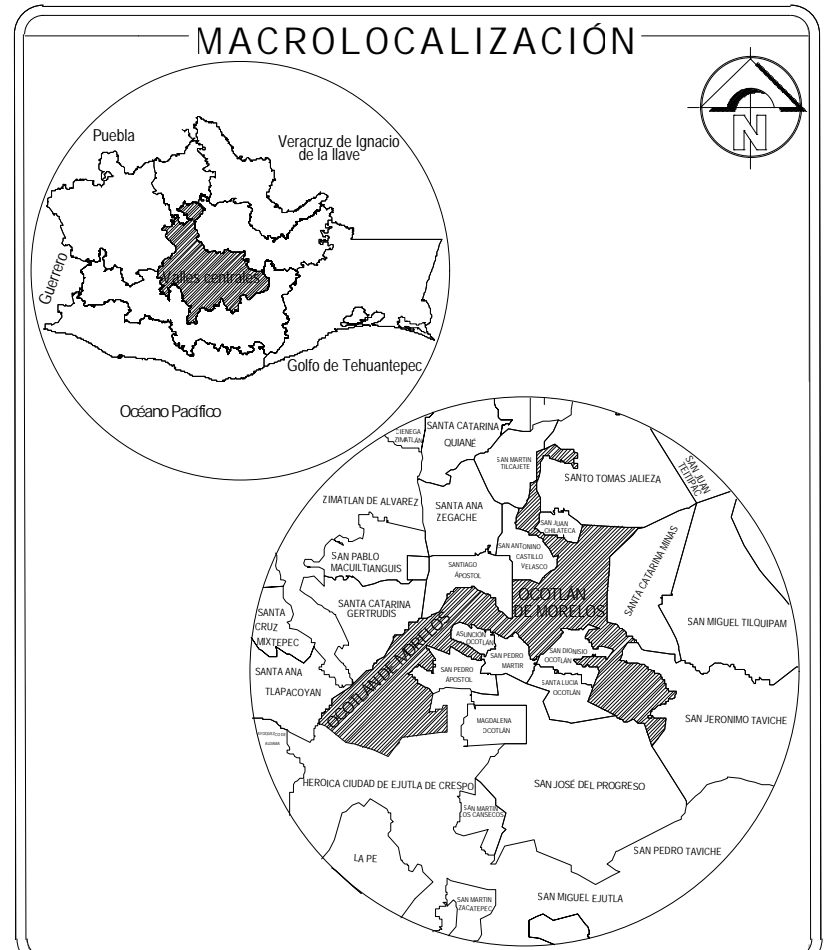 MACROLOCALIZACIÓN
N
Puebla
Veracruz de Ignacio
de la llave
Guerrero
Valles centrales
Golfo de Tehuantepec
Océano Pacífico
CIENEGA
ZIMATLAN
SANTA CATARINA
QUIANÉ
SAN MARTIN
TILCAJETE
SANTO TOMAS JALIEZA
SAN JUAN
TEITIPAC
ZIMATLAN DE ALVAREZ
SANTA ANA
ZEGACHE
SAN JUAN
CHILATECA
SAN ANTONINO
CASTILLO
VELASCO
SAN PABLO
MACUILTIANGUIS
SANTIAGO
ÁPOSTOL
SANTA CATARINA MINAS
OCOTLÁN
DE MORELOS
SANTA CATARINA
GERTRUDIS
SANTA
CRUZ
MIXTEPEC
SAN MIGUEL TILQUIPAM
ASUNCION
OCOTLÁN
OCOTLÁN DE MORELOS
SAN PEDRO
MARTIR
SAN DIONISIO
OCOTLÁN
SANTA ANA
TLAPACOYAN
SAN PEDRO
ÁPOSTOL
SANTA LUCIA
OCOTLÁN
SAN JERONIMO TAVICHE
MAGDALENA
OCOTLÁN
HEROICA CIUDAD DE EJUTLA DE CRESPO
SAN JOSÉ DEL PROGRESO
SAN MARTIN
LOS CANSECOS
LA PE
SAN PEDRO TAVICHE
SAN MARTIN
ZACATEPEC
SAN MIGUEL EJUTLA